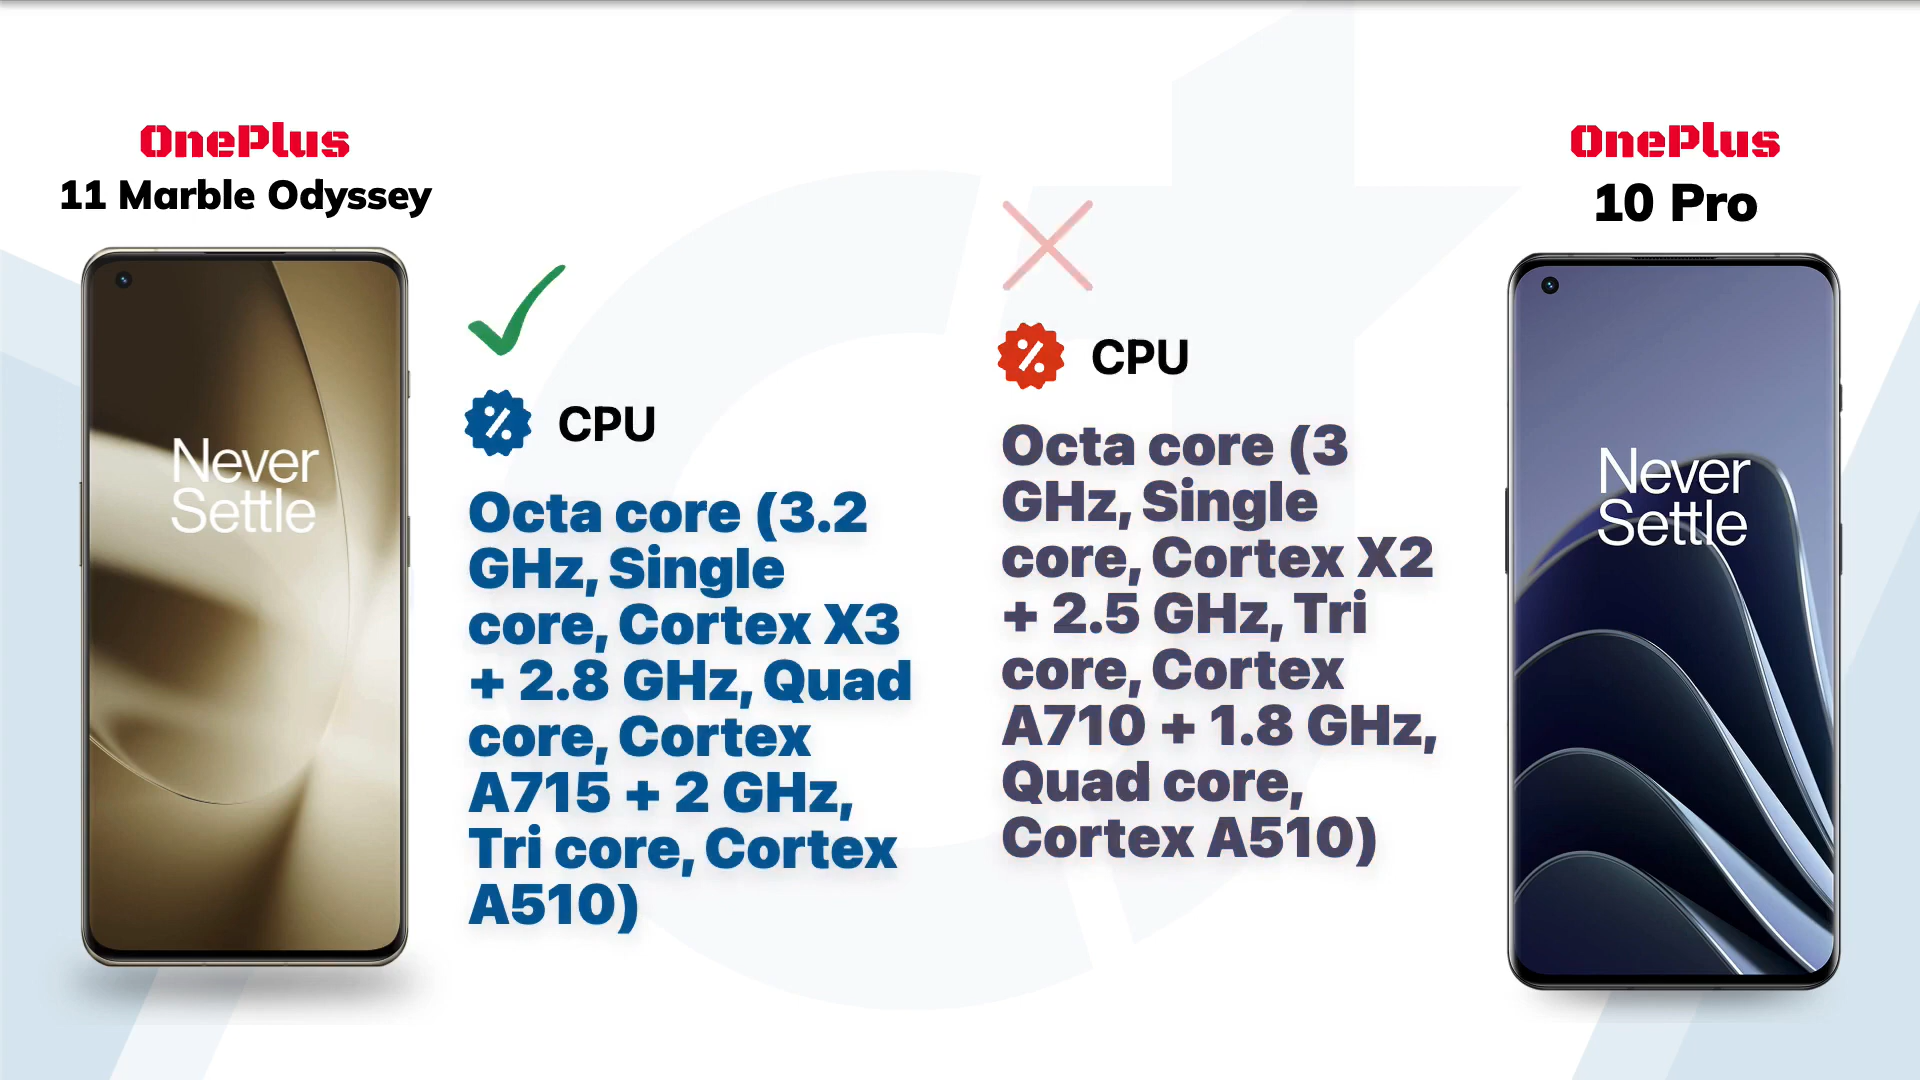 OnePlus
11 Marble Odyssey
Never
Settle
CPU
Octa core (3.2
GHz, Single
core, Cortex X3
+ 2.8 GHz, Quad
core, Cortex
A715 + 2 GHz,
Tri core, Cortex
A510)
CPU
Octa core (3
GHz, Single
core, Cortex X2
+ 2.5 GHz, Tri
core, Cortex
A710 + 1.8 GHz,
Quad core,
Cortex A510)
OnePlus
10 Pro
Never
Settle